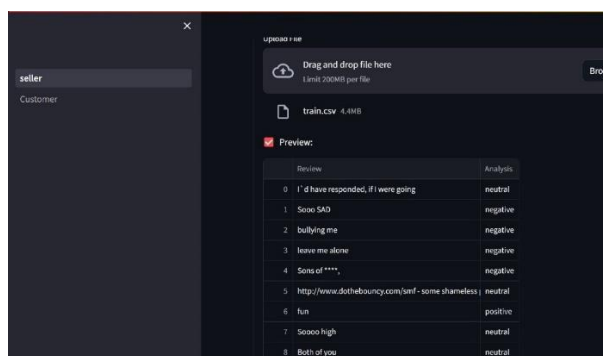 ×
seller
Customer
Upload File
Drag and drop file here
Limit 200MB per file
Bro
train.csv 4.4MB
Preview:
Review Analysis
0 I`d have responded, if I were going neutral
1 Sooo SAD negative
2 bullying me negative
3 leave me alone negative
4 Sons of ****, negative
5 http://www.dothebouncy.com/smf - some shameless neutral
6 fun positive
7 Soooo high neutral
8 Both of you neutral